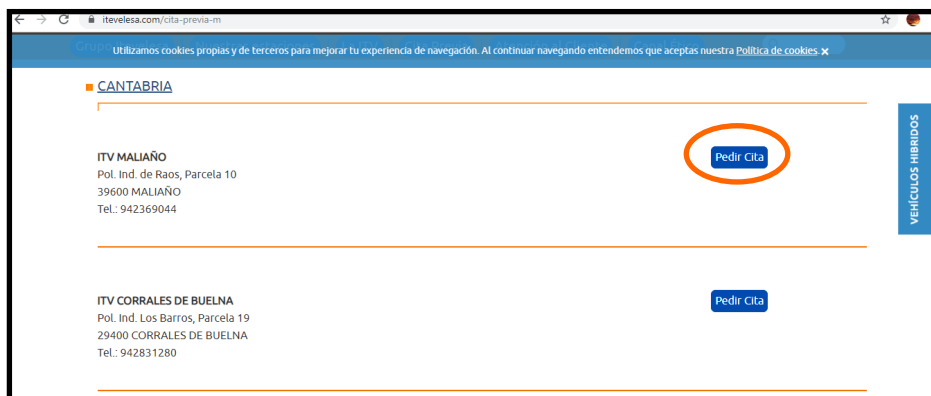 itevelesa.com/cita-previa-m
Utilizamos cookies propias y de terceros para mejorar tu experiencia de navegación. Al continuar navegando entendemos que aceptas nuestra Política de cookies. x
CANTABRIA
ITV MALIAÑO
Pedir Cita
Pol. Ind. de Raos, Parcela 10
39600 MALIAÑO
Tel.: 942369044
VEHÍCULOS HIBRIDOS
ITV CORRALES DE BUELNA
Pedir Cita
Pol. Ind. Los Barros, Parcela 19
29400 CORRALES DE BUELNA
Tel.: 942831280